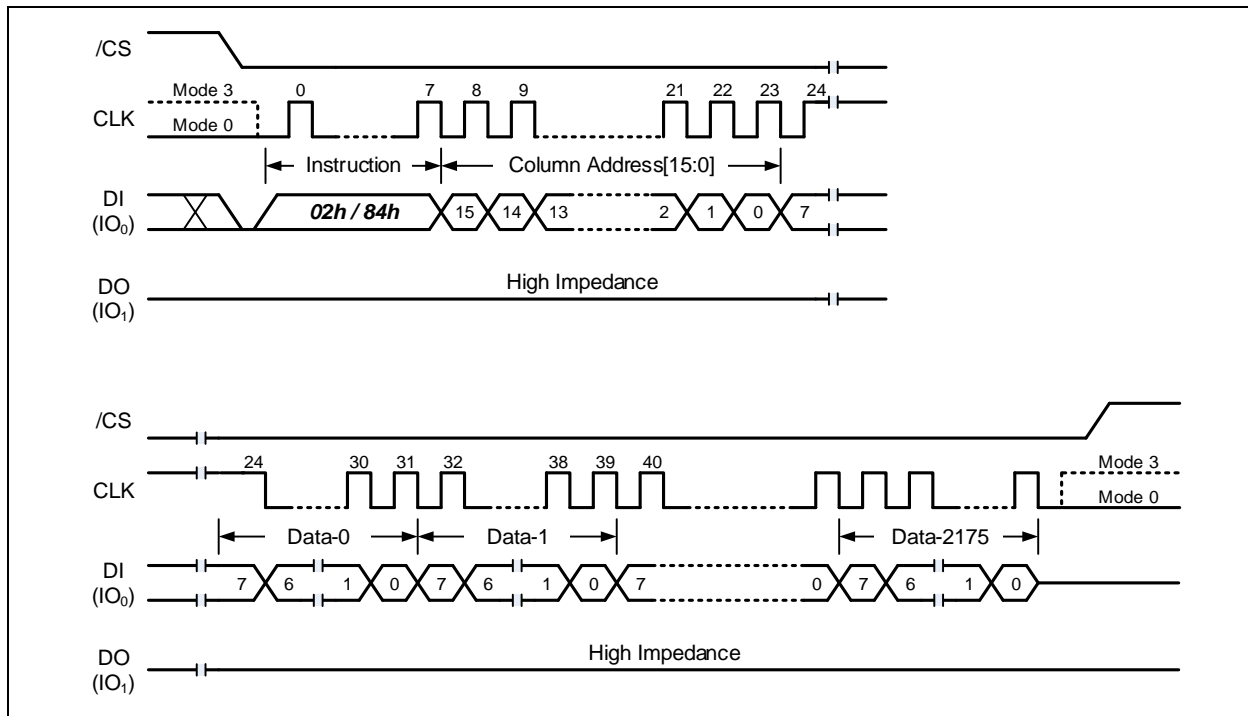 /CS
Mode 3 0 7 8 9 21 22 23 24
CLK
Mode 0
Instruction Column Address[15:0]
DI
(IO₀)
02h / 84h 15 14 13 2 1 0 7
DO
(IO₁)
High Impedance
/CS
24 30 31 32 38 39 40
CLK
Mode 3
Mode 0
Data-0 Data-1 Data-2175
DI
(IO₀)
7 6 1 0 7 6 1 0 7 0 7 6 1 0
DO
(IO₁)
High Impedance